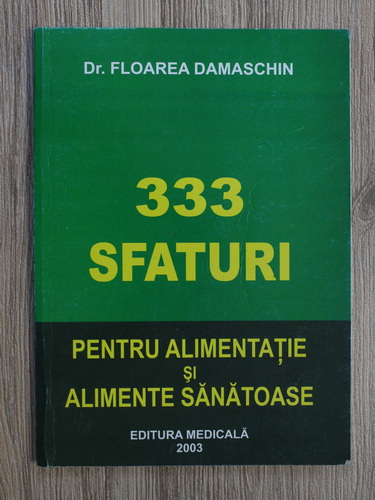 Dr. FLOAREA DAMASCHIN
333
SFATURI
PENTRU ALIMENTAȚIE
ȘI
ALIMENTE SĂNĂTOASE
EDITURA MEDICALĂ
2003